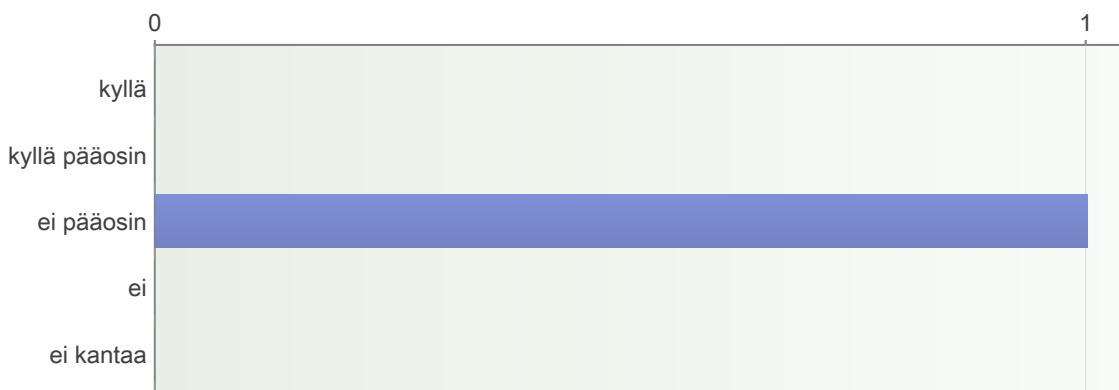 0 1
kyllä
kyllä pääosin
ei pääosin
ei
ei kantaa